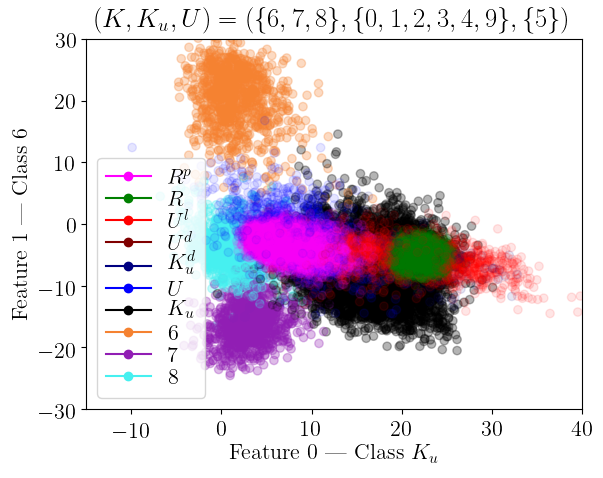 (K, K_u, U) = ({6, 7, 8}, {0, 1, 2, 3, 4, 9}, {5})
30
20
10
0
−10
−20
−30
Feature 1 — Class 6
R^p
R
U^l
U^d
K_u^d
U
K_u
6
7
8
−10
0
10
20
30
40
Feature 0 — Class K_u